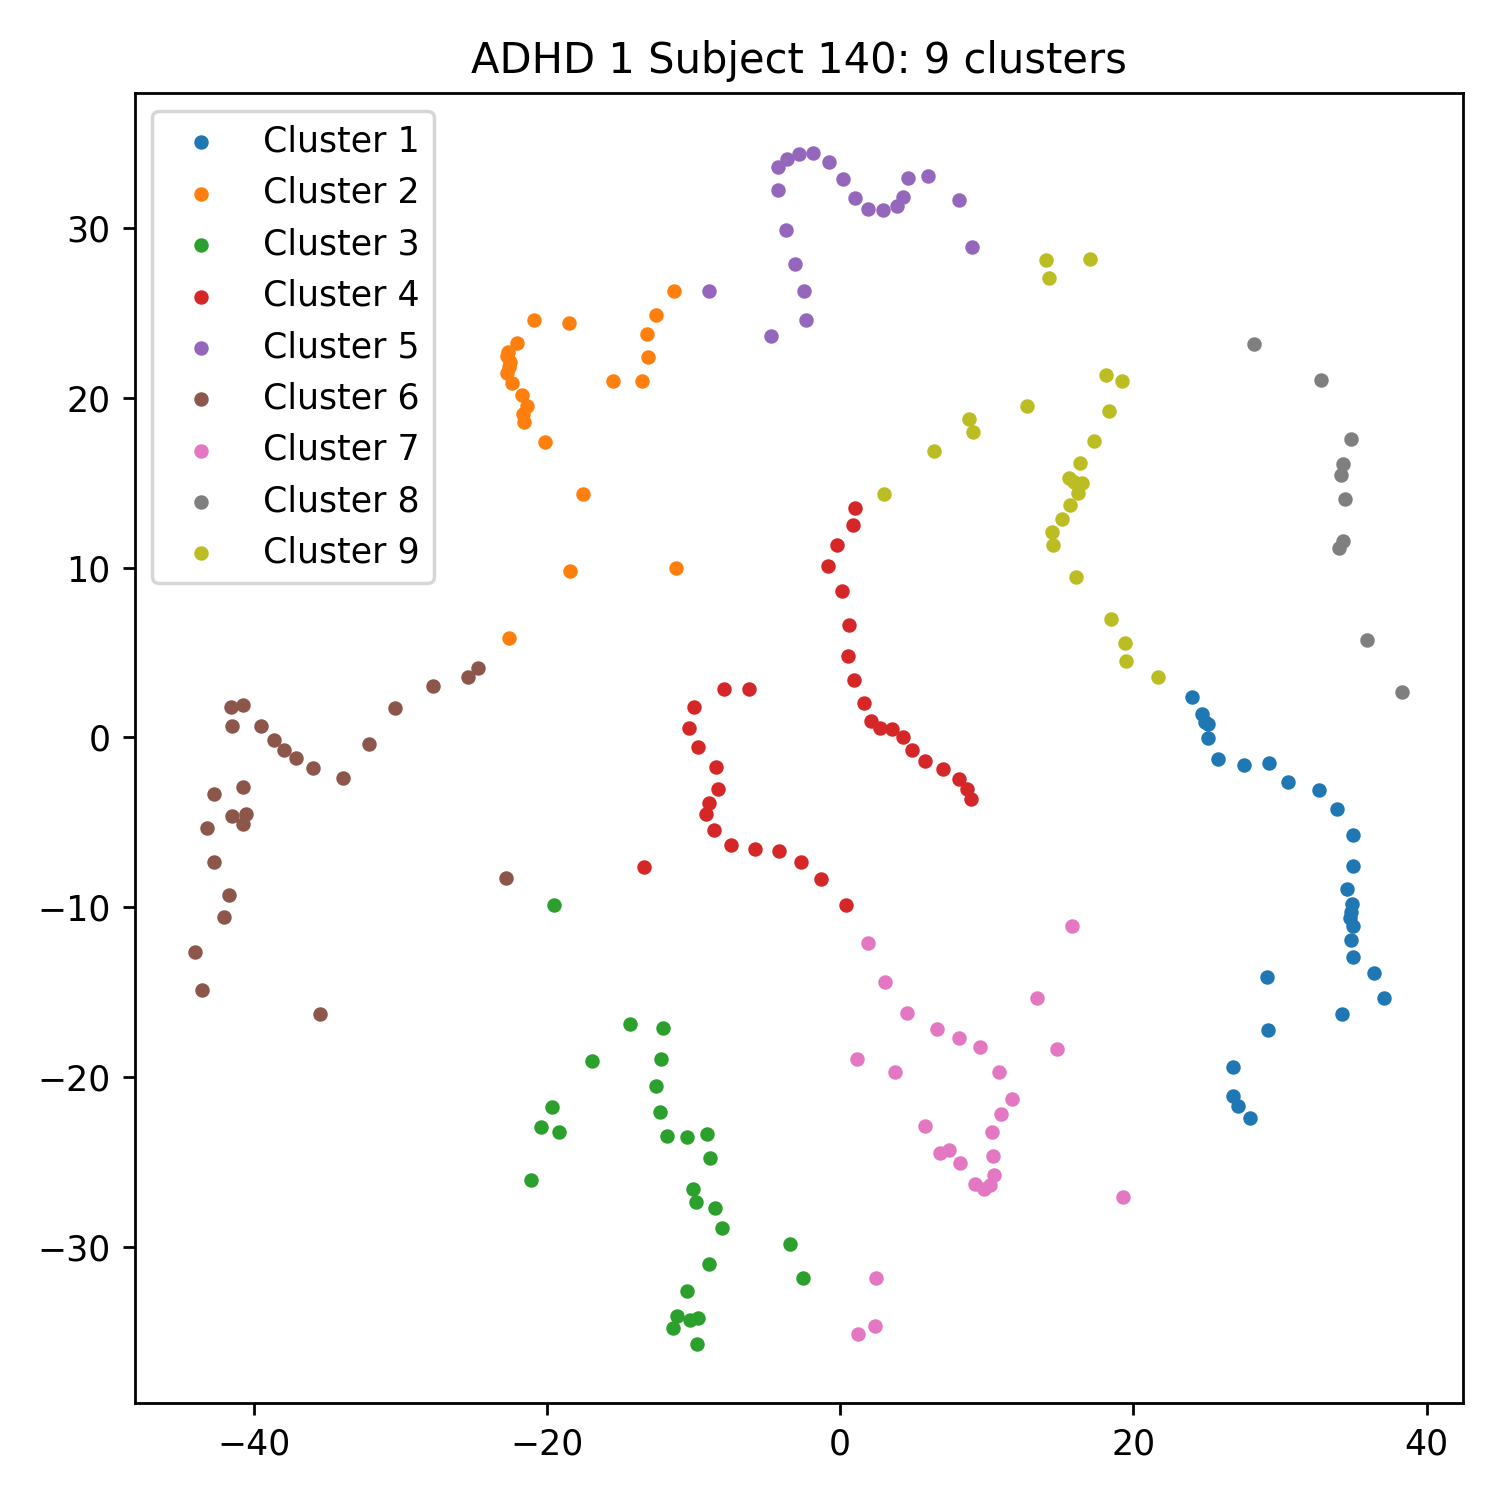 ADHD 1 Subject 140: 9 clusters
Cluster 1
Cluster 2
Cluster 3
Cluster 4
Cluster 5
Cluster 6
Cluster 7
Cluster 8
Cluster 9
30
20
10
0
−10
−20
−30
−40 −20 0 20 40